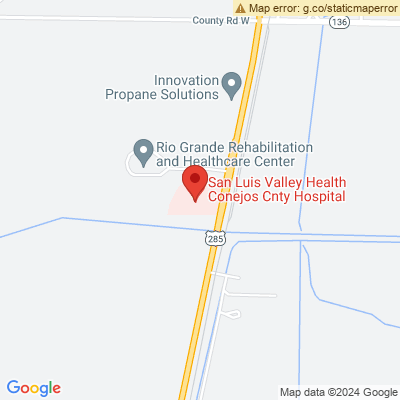 Map error: g.co/staticmaperror
County Rd W
136
Innovation
Propane Solutions
Rio Grande Rehabilitation
and Healthcare Center
San Luis Valley Health
Conejos Cnty Hospital
285
Google
Map data ©2024 Google